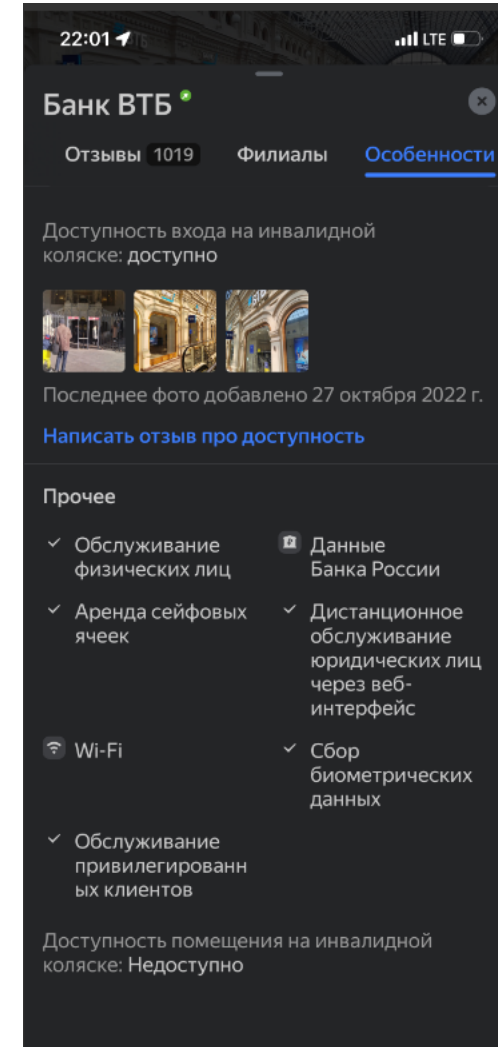 22:01
LTE
Банк ВТБ
Отзывы 1019 Филиалы Особенности
Доступность входа на инвалидной
коляске: доступно
Последнее фото добавлено 27 октября 2022 г.
Написать отзыв про доступность
Прочее
Обслуживание
физических лиц
Данные
Банка России
Аренда сейфовых
ячеек
Дистанционное
обслуживание
юридических лиц
через веб-
интерфейс
Wi-Fi
Сбор
биометрических
данных
Обслуживание
привилегированн
ых клиентов
Доступность помещения на инвалидной
коляске: Недоступно